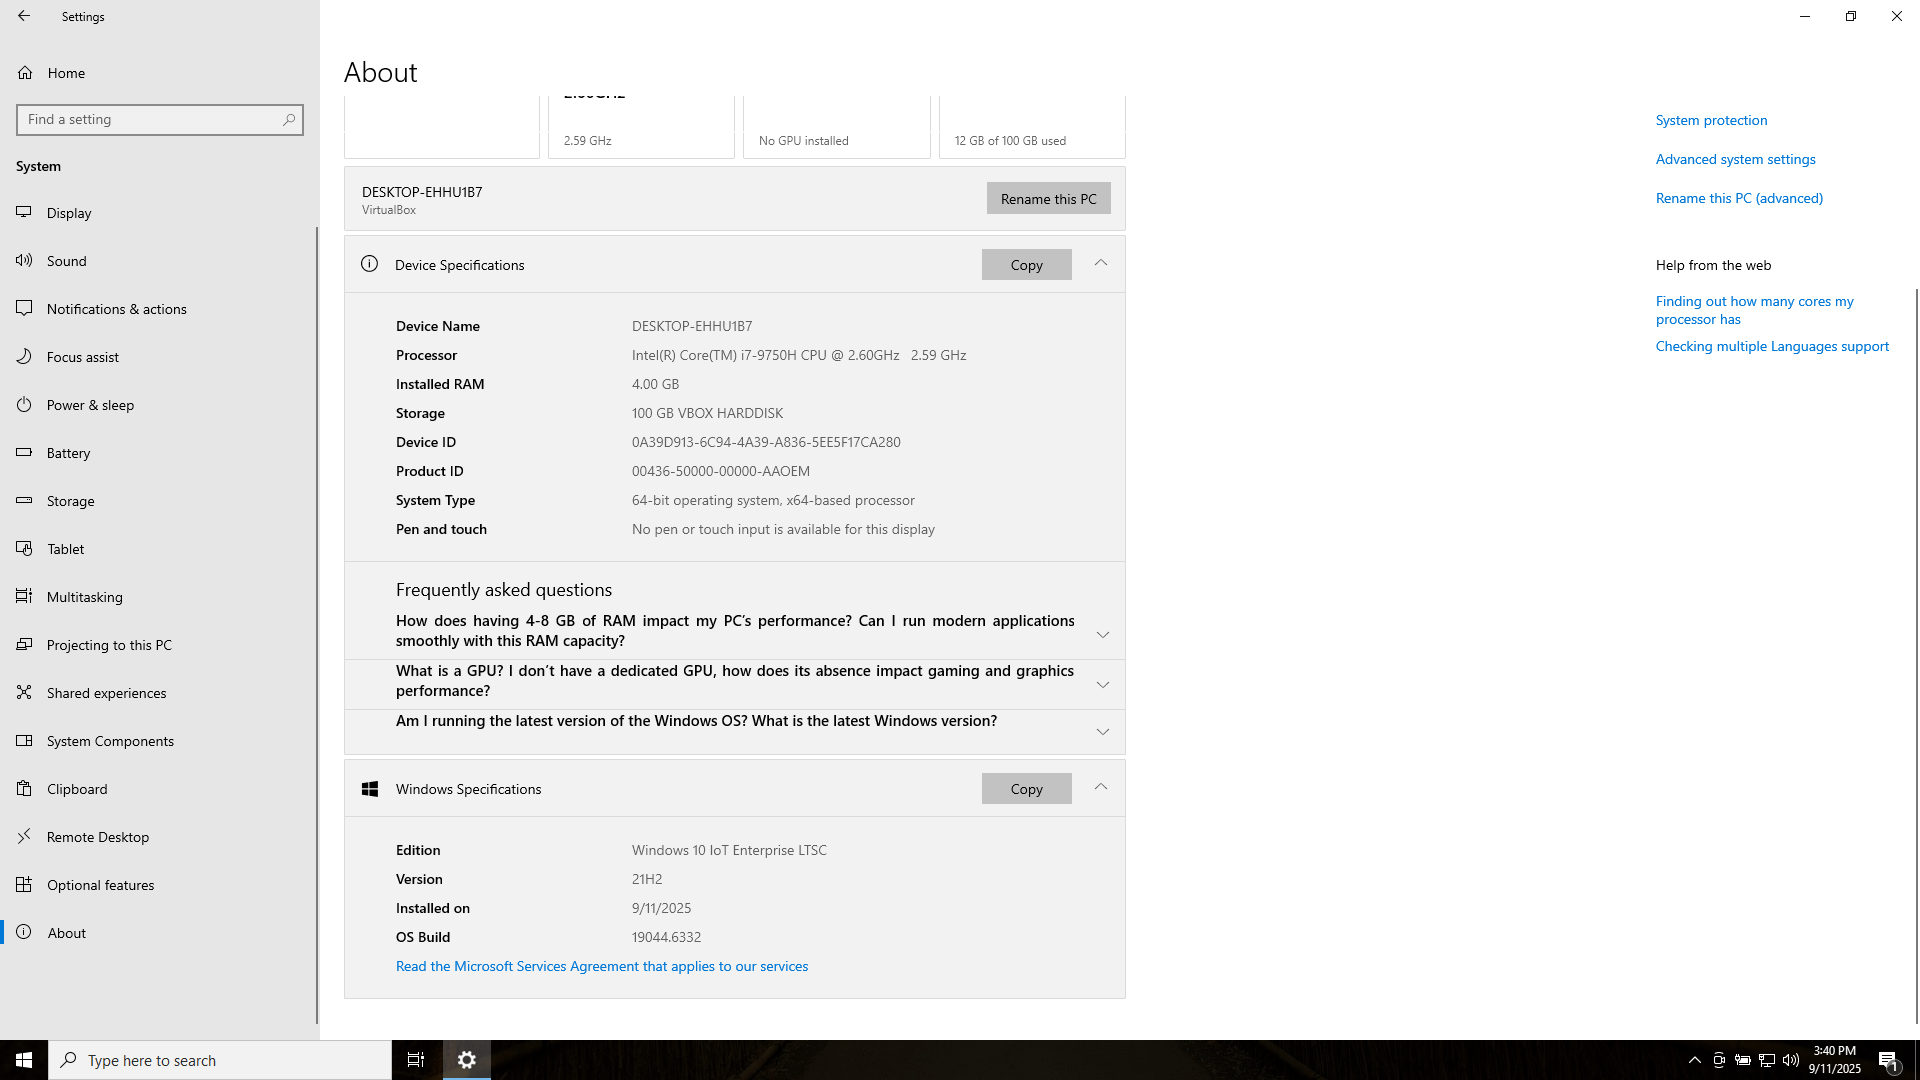 Settings
Home
Find a setting
System
Display
Sound
Notifications & actions
Focus assist
Power & sleep
Battery
Storage
Tablet
Multitasking
Projecting to this PC
Shared experiences
System Components
Clipboard
Remote Desktop
Optional features
About
About
2.59 GHz
No GPU installed
12 GB of 100 GB used
DESKTOP-EHHU1B7
VirtualBox
Rename this PC
Device Specifications
Copy
Device Name DESKTOP-EHHU1B7
Processor Intel(R) Core(TM) i7-9750H CPU @ 2.60GHz 2.59 GHz
Installed RAM 4.00 GB
Storage 100 GB VBOX HARDDISK
Device ID 0A39D913-6C94-4A39-A836-5EE5F17CA280
Product ID 00436-50000-00000-AAOEM
System Type 64-bit operating system, x64-based processor
Pen and touch No pen or touch input is available for this display
Frequently asked questions
How does having 4-8 GB of RAM impact my PC’s performance? Can I run modern applications
smoothly with this RAM capacity?
What is a GPU? I don’t have a dedicated GPU, how does its absence impact gaming and graphics
performance?
Am I running the latest version of the Windows OS? What is the latest Windows version?
Windows Specifications
Copy
Edition Windows 10 IoT Enterprise LTSC
Version 21H2
Installed on 9/11/2025
OS Build 19044.6332
Read the Microsoft Services Agreement that applies to our services
System protection
Advanced system settings
Rename this PC (advanced)
Help from the web
Finding out how many cores my
processor has
Checking multiple Languages support
Type here to search
3:40 PM
9/11/2025
1